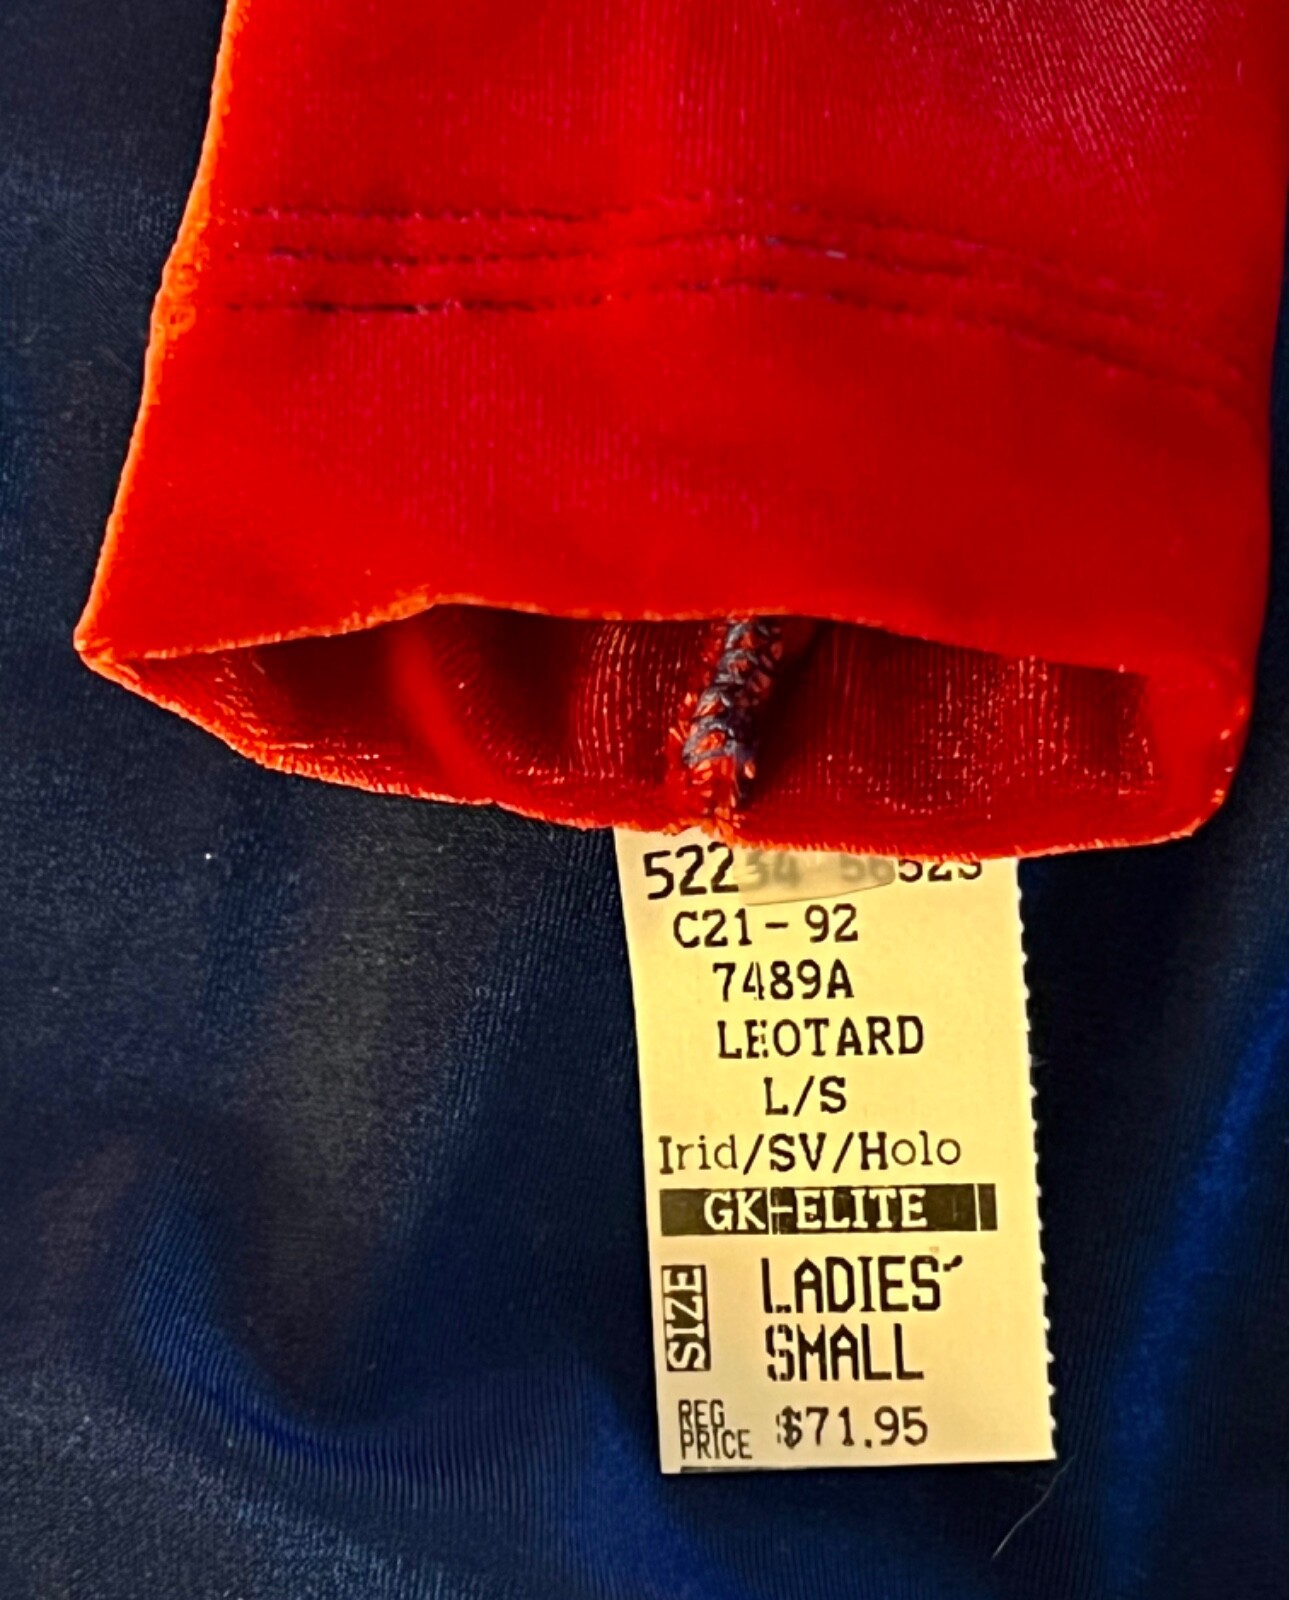 522
C21-92
7489A
LEOTARD
L/S
Irid/SV/Holo
GK-ELITE
SIZE
LADIES'
SMALL
REG
PRICE $71.95